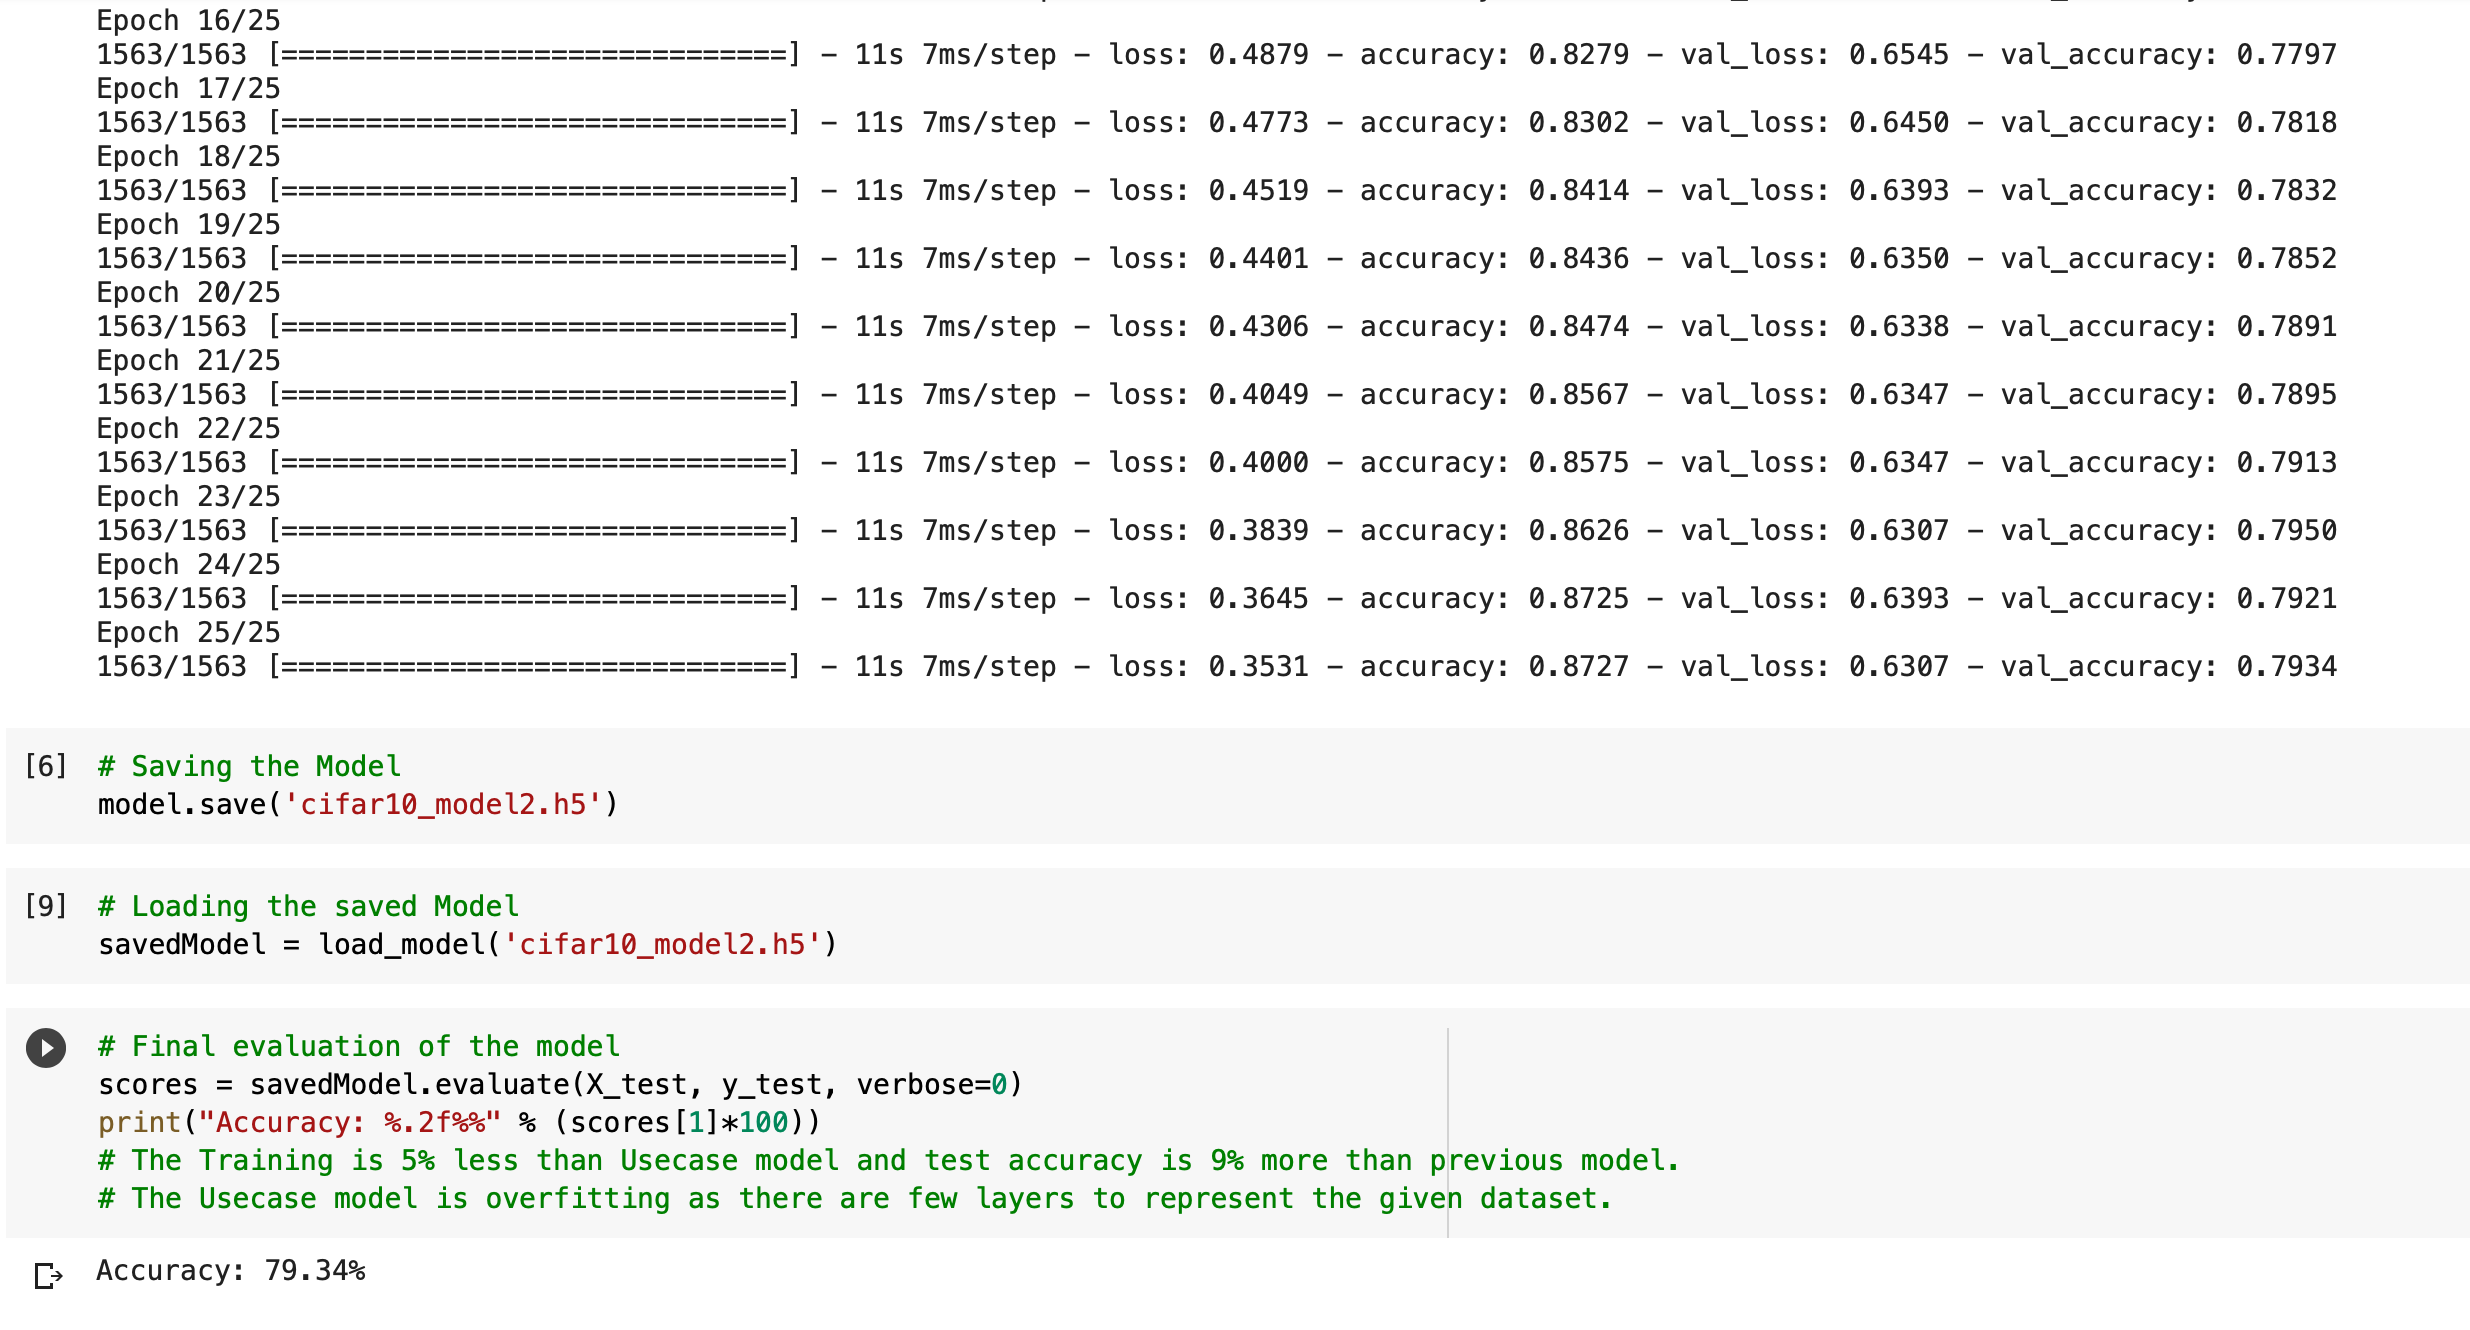 Epoch 16/25
1563/1563 [==============================] - 11s 7ms/step - loss: 0.4879 - accuracy: 0.8279 - val_loss: 0.6545 - val_accuracy: 0.7797
Epoch 17/25
1563/1563 [==============================] - 11s 7ms/step - loss: 0.4773 - accuracy: 0.8302 - val_loss: 0.6450 - val_accuracy: 0.7818
Epoch 18/25
1563/1563 [==============================] - 11s 7ms/step - loss: 0.4519 - accuracy: 0.8414 - val_loss: 0.6393 - val_accuracy: 0.7832
Epoch 19/25
1563/1563 [==============================] - 11s 7ms/step - loss: 0.4401 - accuracy: 0.8436 - val_loss: 0.6350 - val_accuracy: 0.7852
Epoch 20/25
1563/1563 [==============================] - 11s 7ms/step - loss: 0.4306 - accuracy: 0.8474 - val_loss: 0.6338 - val_accuracy: 0.7891
Epoch 21/25
1563/1563 [==============================] - 11s 7ms/step - loss: 0.4049 - accuracy: 0.8567 - val_loss: 0.6347 - val_accuracy: 0.7895
Epoch 22/25
1563/1563 [==============================] - 11s 7ms/step - loss: 0.4000 - accuracy: 0.8575 - val_loss: 0.6347 - val_accuracy: 0.7913
Epoch 23/25
1563/1563 [==============================] - 11s 7ms/step - loss: 0.3839 - accuracy: 0.8626 - val_loss: 0.6307 - val_accuracy: 0.7950
Epoch 24/25
1563/1563 [==============================] - 11s 7ms/step - loss: 0.3645 - accuracy: 0.8725 - val_loss: 0.6393 - val_accuracy: 0.7921
Epoch 25/25
1563/1563 [==============================] - 11s 7ms/step - loss: 0.3531 - accuracy: 0.8727 - val_loss: 0.6307 - val_accuracy: 0.7934
[6] # Saving the Model
model.save('cifar10_model2.h5')
[9] # Loading the saved Model
savedModel = load_model('cifar10_model2.h5')
# Final evaluation of the model
scores = savedModel.evaluate(X_test, y_test, verbose=0)
print("Accuracy: %.2f%%" % (scores[1]*100))
# The Training is 5% less than Usecase model and test accuracy is 9% more than previous model.
# The Usecase model is overfitting as there are few layers to represent the given dataset.
Accuracy: 79.34%